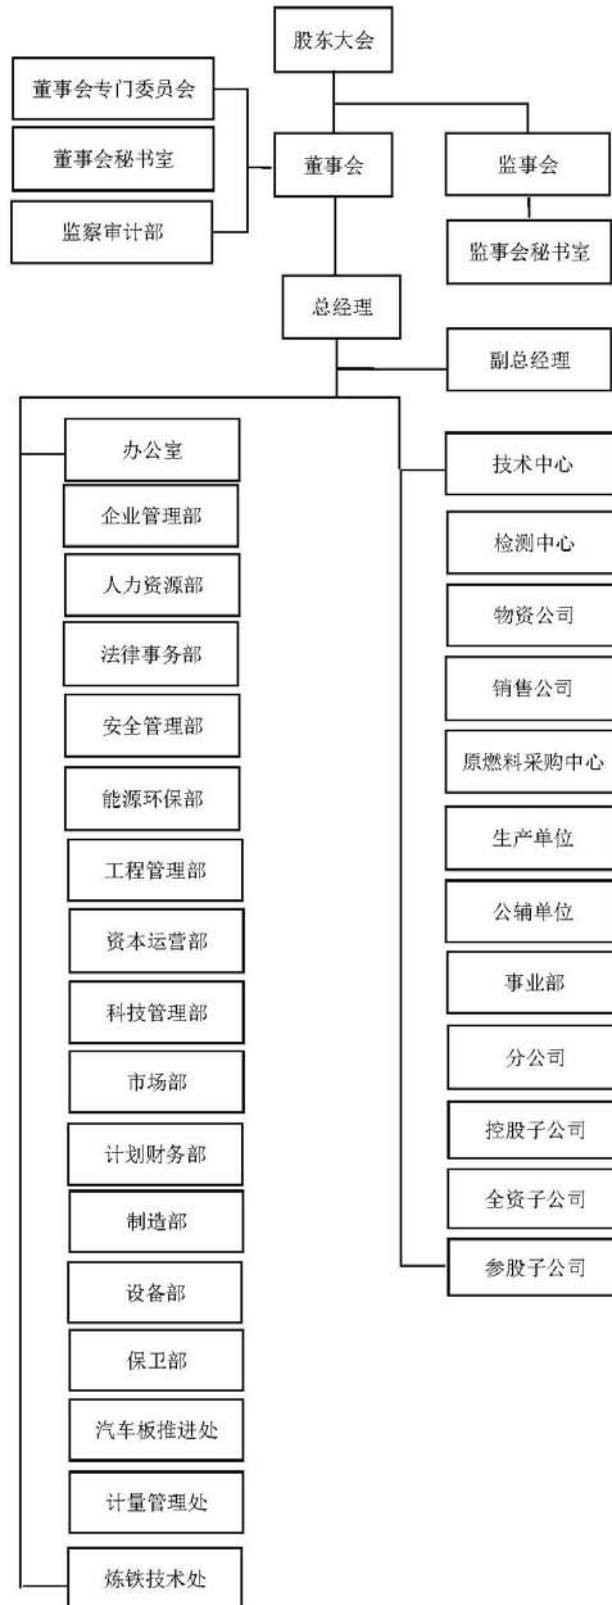 股东大会
董事会专门委员会
董事会秘书室
监察审计部
董事会
监事会
监事会秘书室
总经理
副总经理
办公室
企业管理部
人力资源部
法律事务部
安全管理部
能源环保部
工程管理部
资本运营部
科技管理部
市场部
计划财务部
制造部
设备部
保卫部
汽车板推进处
计量管理处
炼铁技术处
技术中心
检测中心
物资公司
销售公司
原燃料采购中心
生产单位
公辅单位
事业部
分公司
控股子公司
全资子公司
参股子公司